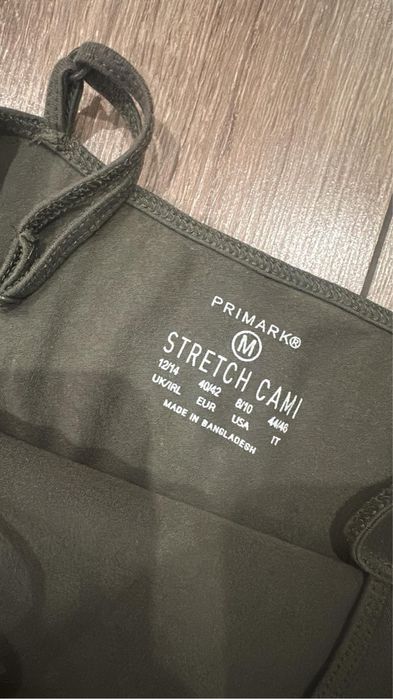 PRIMARK®
M
STRETCH CAMI
12/14 40/42 8/10 44/46
UK/IRL EUR USA IT
MADE IN BANGLADESH